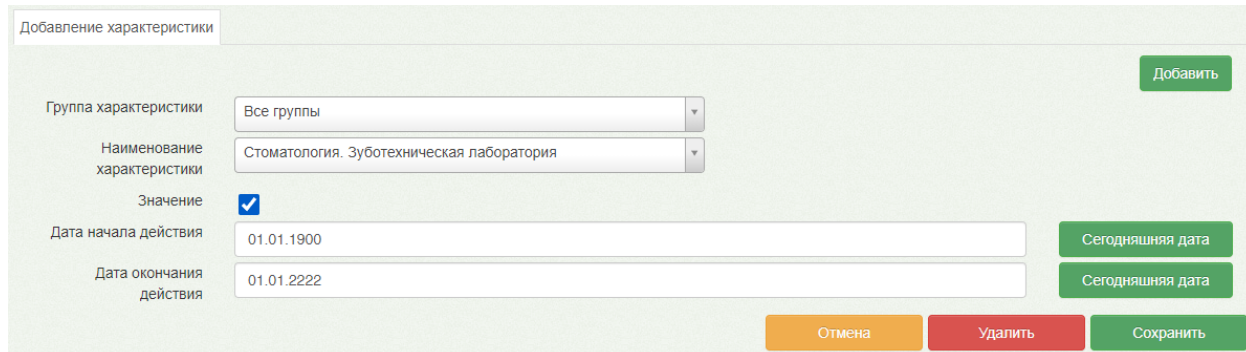 Добавление характеристики
Добавить
Группа характеристики
Все группы
Наименование
характеристики
Стоматология. Зуботехническая лаборатория
Значение
Дата начала действия
01.01.1900
Сегодняшняя дата
Дата окончания
действия
01.01.2222
Сегодняшняя дата
Отмена
Удалить
Сохранить